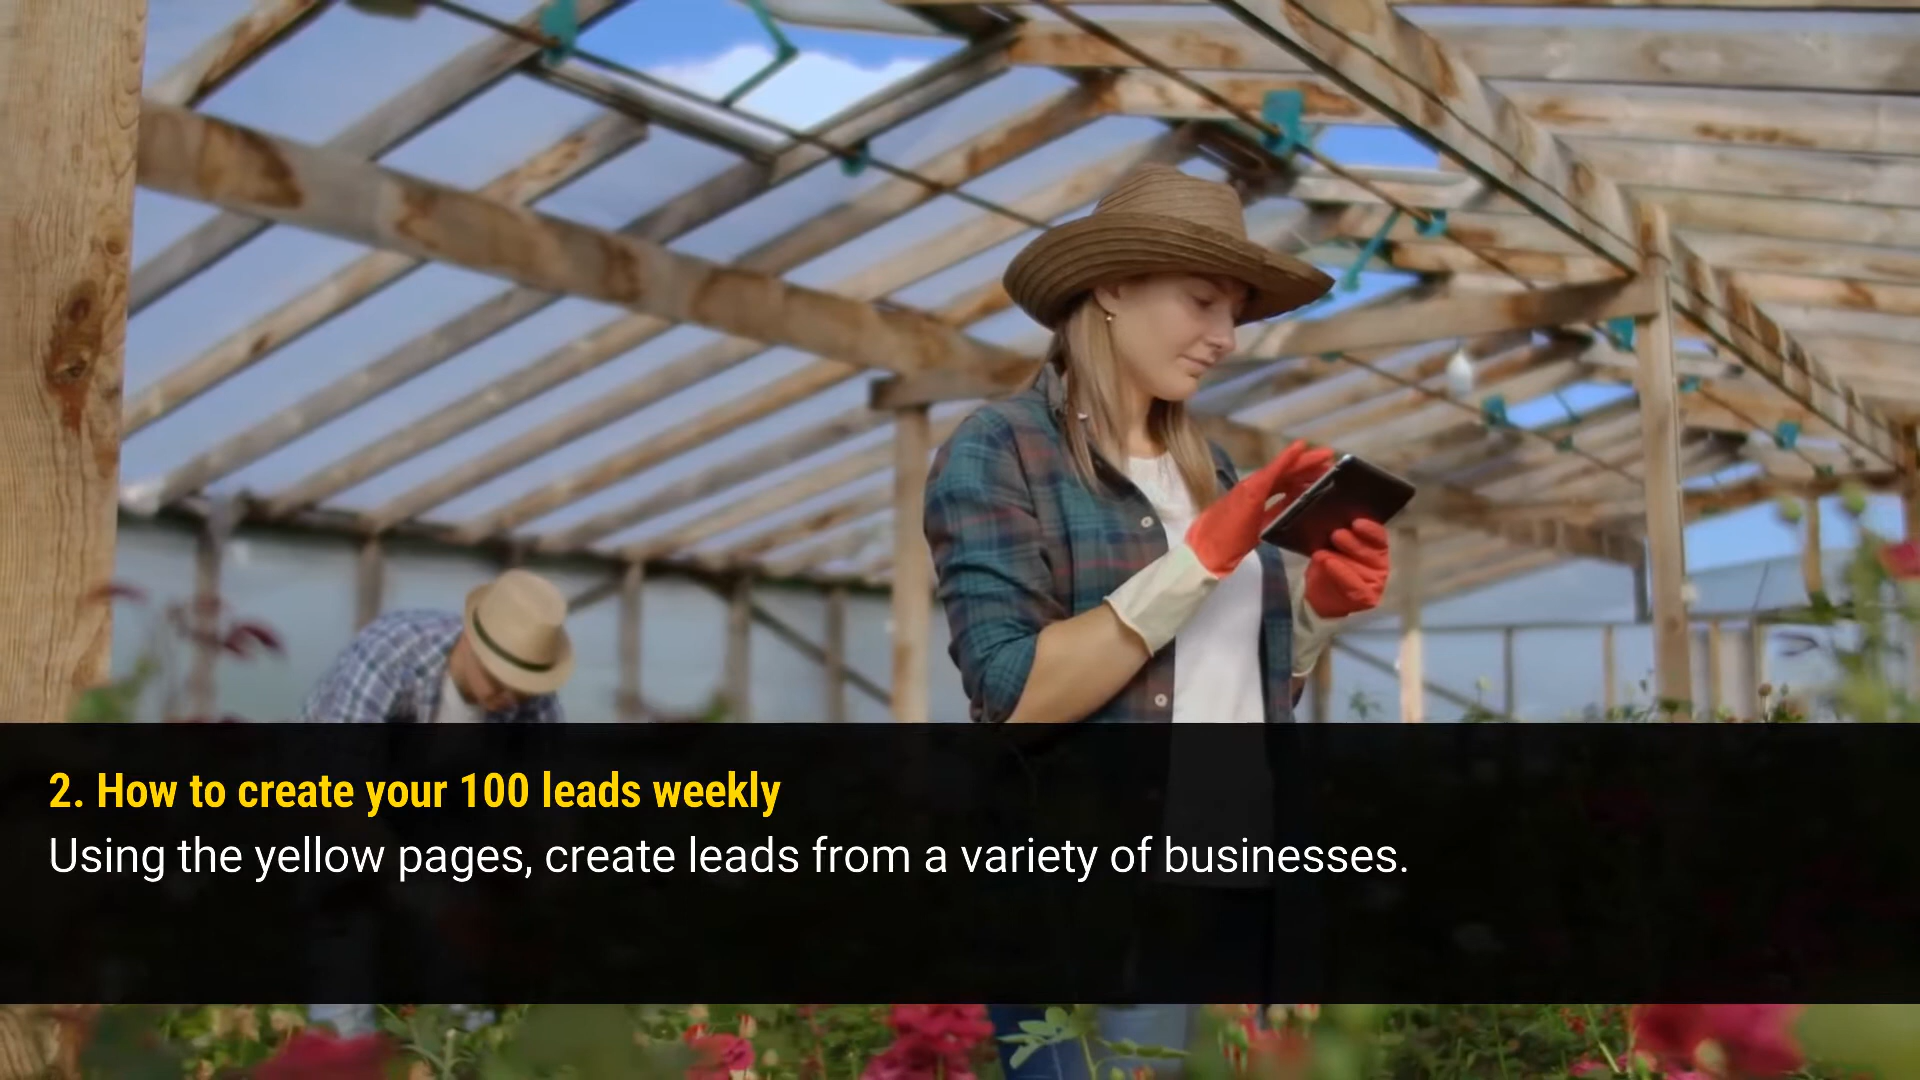 2. How to create your 100 leads weekly
Using the yellow pages, create leads from a variety of businesses.